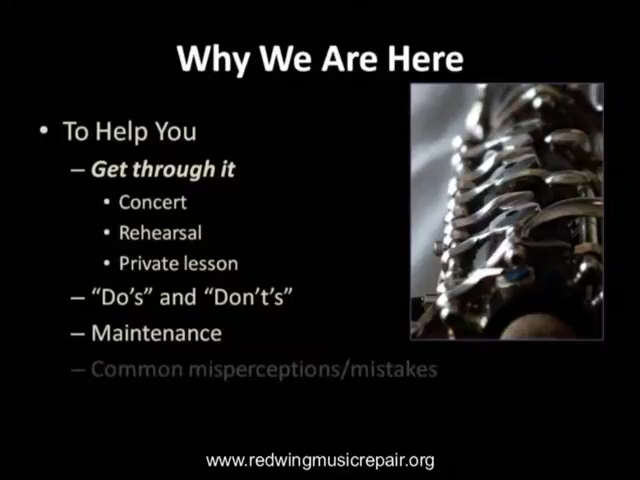 Why We Are Here
• To Help You
– Get through it
• Concert
• Rehearsal
• Private lesson
– “Do’s” and “Don’t’s”
– Maintenance
– Common misperceptions/mistakes
www.redwingmusicrepair.org